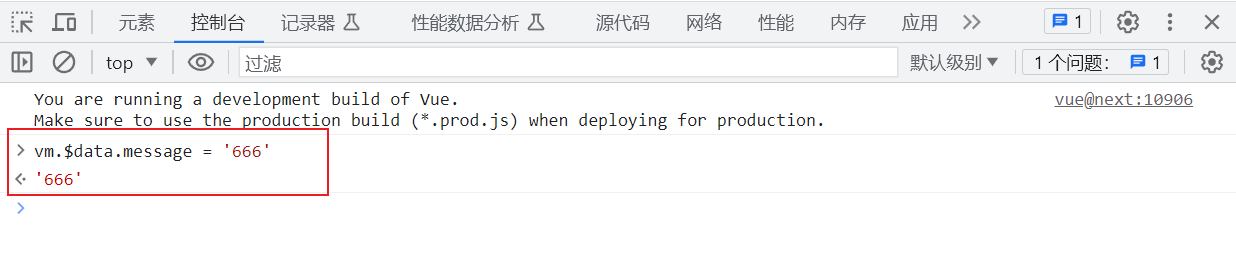 元素 控制台 记录器 性能数据分析 源代码 网络 性能 内存 应用 1
top 过滤 默认级别 1 个问题: 1
You are running a development build of Vue. vue@next:10906
Make sure to use the production build (*.prod.js) when deploying for production.
vm.$data.message = '666'
'666'